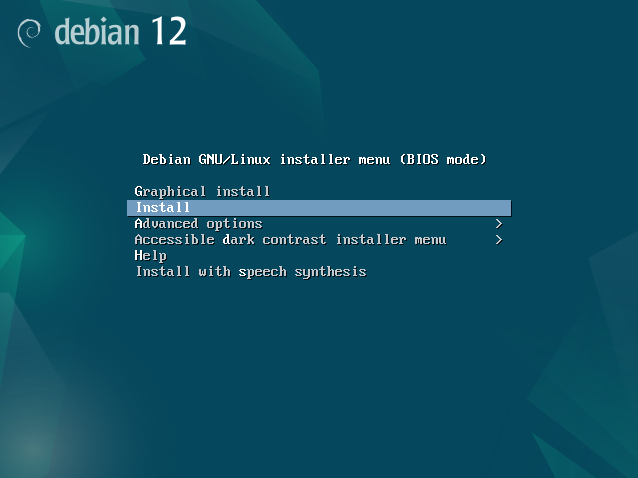 debian 12
Debian GNU/Linux installer menu (BIOS mode)
Graphical install
Install
Advanced options >
Accessible dark contrast installer menu >
Help
Install with speech synthesis